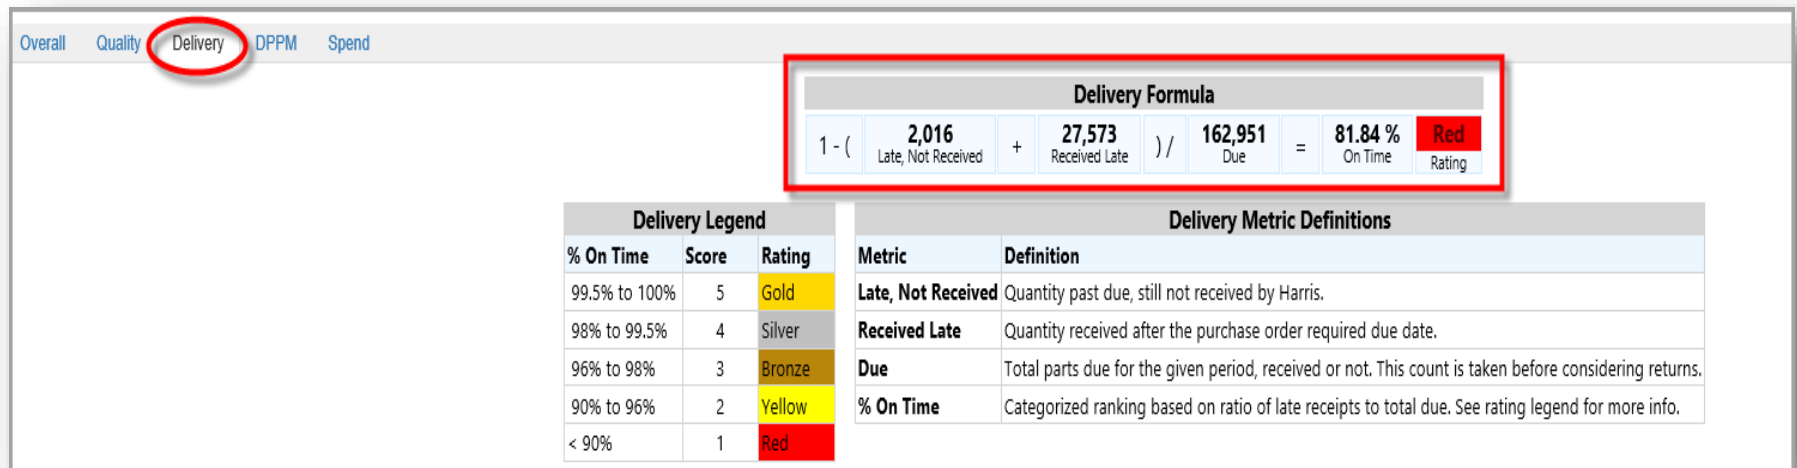 Overall Quality Delivery DPPM Spend
Delivery Formula
1 - ( 2,016 + 27,573 ) / 162,951 = 81.84 % Red
Late, Not Received Received Late Due On Time Rating
Delivery Legend
% On Time Score Rating
99.5% to 100% 5 Gold
98% to 99.5% 4 Silver
96% to 98% 3 Bronze
90% to 96% 2 Yellow
< 90% 1 Red
Delivery Metric Definitions
Metric Definition
Late, Not Received Quantity past due, still not received by Harris.
Received Late Quantity received after the purchase order required due date.
Due Total parts due for the given period, received or not. This count is taken before considering returns.
% On Time Categorized ranking based on ratio of late receipts to total due. See rating legend for more info.